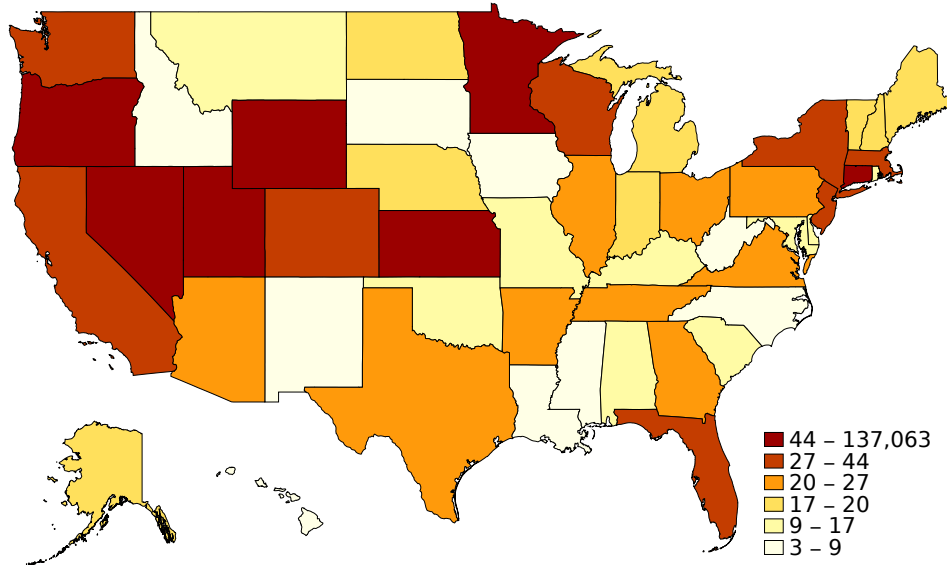 44 – 137,063
27 – 44
20 – 27
17 – 20
9 – 17
3 – 9